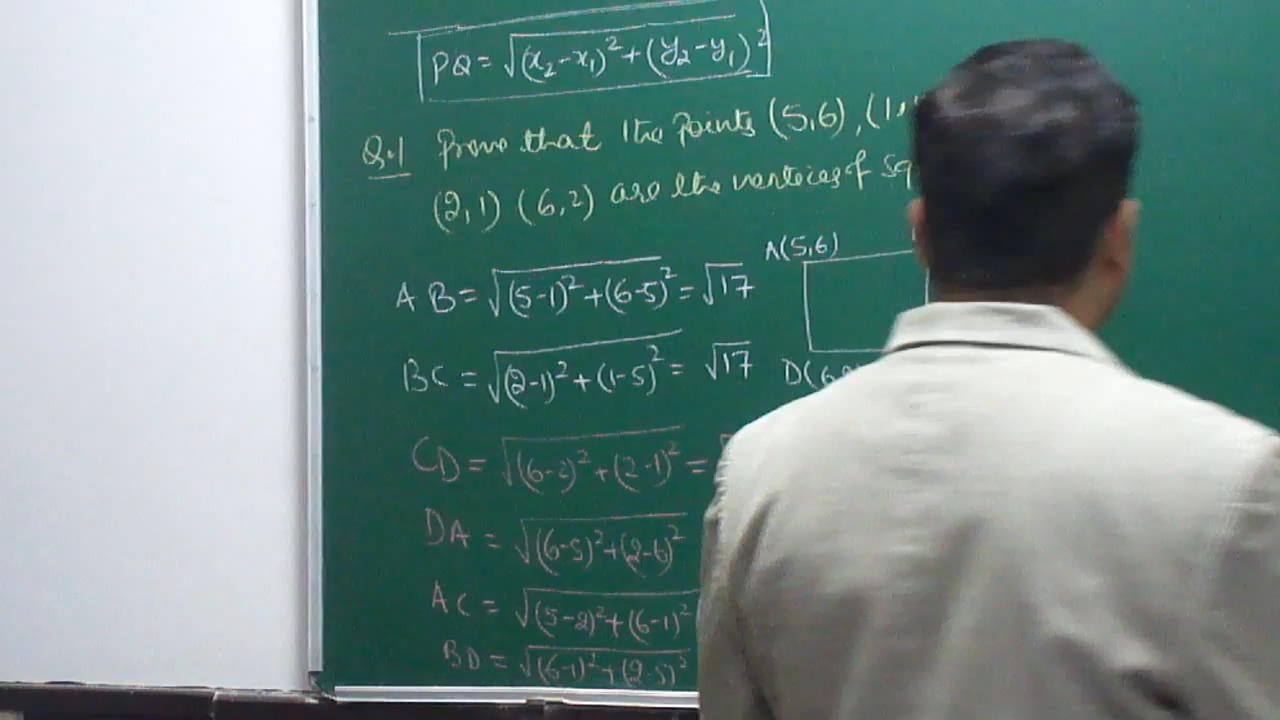 PQ = √(x₂-x₁)² + (y₂-y₁)²
Q.1 Prove that the points (5,6), (1,
(2,1) (6,2) are the vertices of sq
A(5,6)
AB = √(5-1)² + (6-5)² = √17
BC = √(2-1)² + (1-5)² = √17
D(6,
CD = √(6-2)² + (2-1)² =
DA = √(6-5)² + (2-6)²
AC = √(5-2)² + (6-1)²
BD = √(6-1)² + (2-5)²